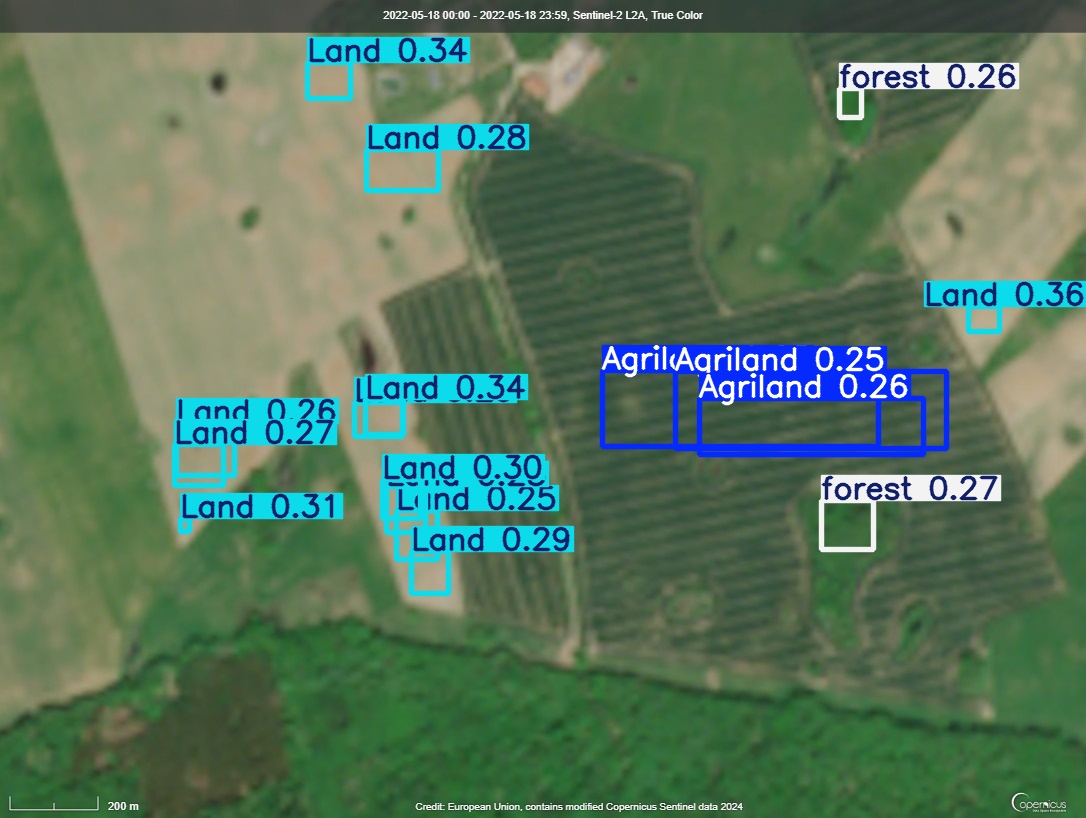 2022-05-18 00:00 - 2022-05-18 23:59, Sentinel-2 L2A, True Color
Land 0.34
forest 0.26
Land 0.28
Land 0.36
Agriland 0.25
Agriland 0.26
Land 0.34
Land 0.26
Land 0.27
Land 0.30
forest 0.27
Land 0.25
Land 0.31
Land 0.29
200 m
Credit: European Union, contains modified Copernicus Sentinel data 2024
opernicus